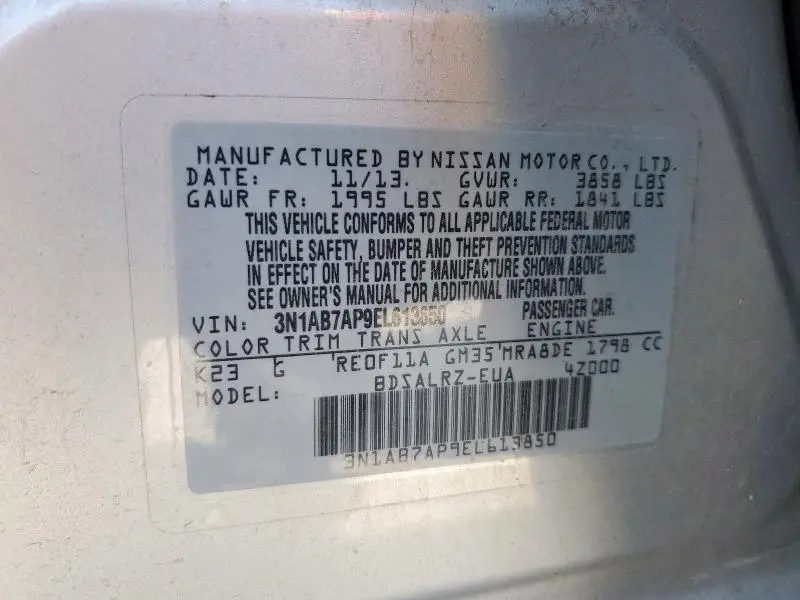 MANUFACTURED BY NISSAN MOTOR CO., LTD.
DATE: 11/13. GVWR: 3858 LBS
GAWR FR: 1995 LBS GAWR RR: 1841 LBS
THIS VEHICLE CONFORMS TO ALL APPLICABLE FEDERAL MOTOR
VEHICLE SAFETY, BUMPER AND THEFT PREVENTION STANDARDS
IN EFFECT ON THE DATE OF MANUFACTURE SHOWN ABOVE.
SEE OWNER'S MANUAL FOR ADDITIONAL INFORMATION.
VIN: 3N1AB7AP9EL613850 PASSENGER CAR.
COLOR TRIM TRANS AXLE ENGINE
K23 G RE0F11A GM35 MRA8DE 1798 CC
MODEL: BDSALRZ-EUA 4Z000
3N1AB7AP9EL613850